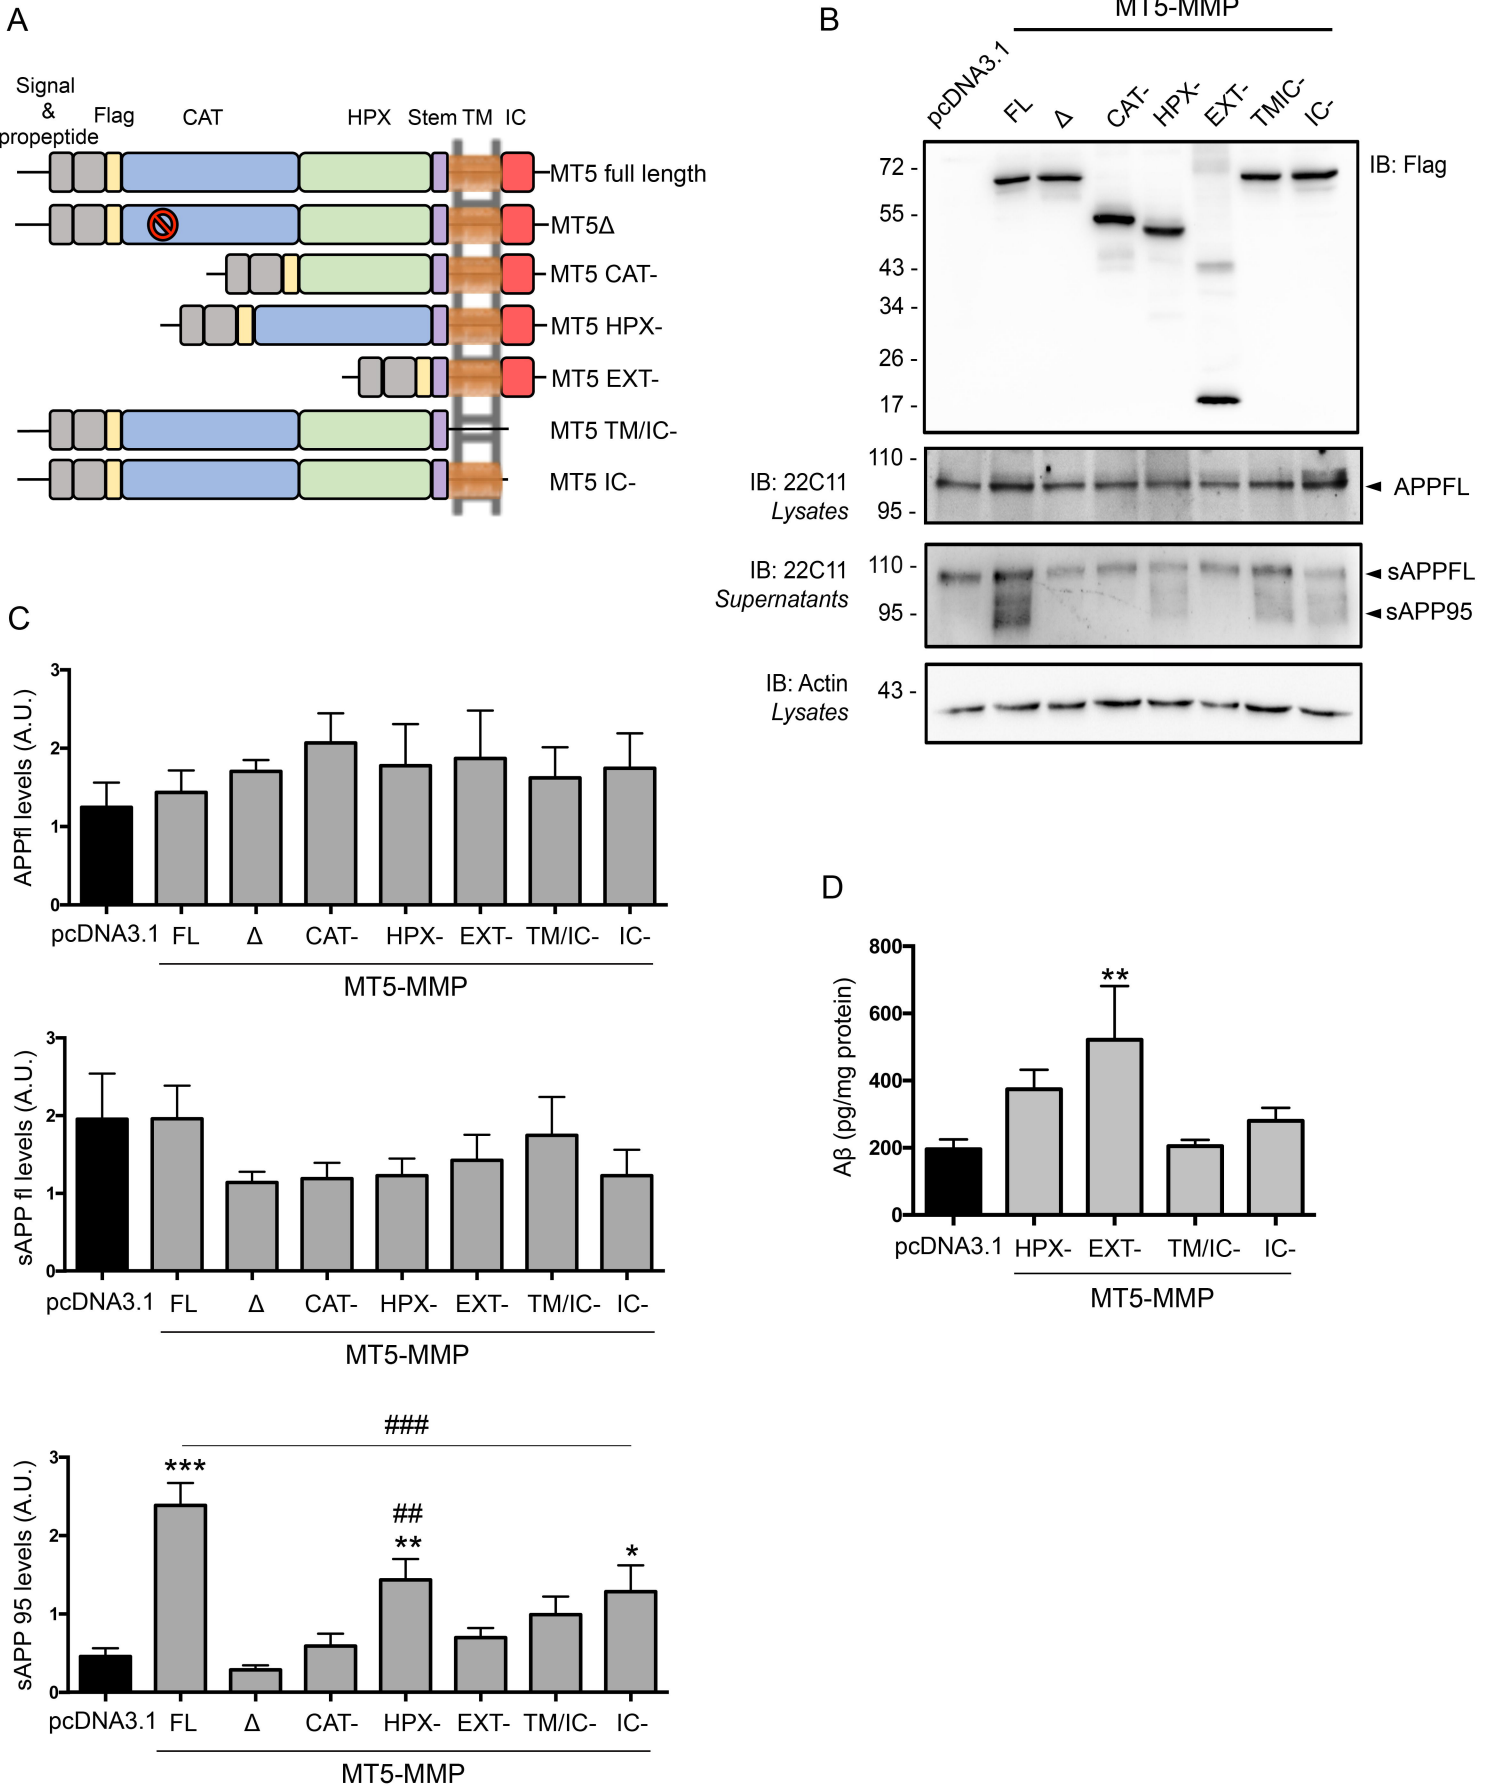 A
Signal
&
propeptide
Flag
CAT
HPX
Stem
TM
IC
MT5 full length
MT5Δ
MT5 CAT-
MT5 HPX-
MT5 EXT-
MT5 TM/IC-
MT5 IC-
B
MT5-MMP
pcDNA3.1
FL
Δ
CAT-
HPX-
EXT-
TMIC-
IC-
72 -
55 -
43 -
34 -
26 -
17 -
IB: Flag
IB: 22C11
Lysates
110 -
95 -
APPFL
IB: 22C11
Supernatants
110 -
95 -
sAPPFL
sAPP95
IB: Actin
Lysates
43 -
C
APPfl levels (A.U.)
3
2
1
0
pcDNA3.1 FL Δ CAT- HPX- EXT- TM/IC- IC-
MT5-MMP
sAPP fl levels (A.U.)
3
2
1
0
pcDNA3.1 FL Δ CAT- HPX- EXT- TM/IC- IC-
MT5-MMP
sAPP 95 levels (A.U.)
###
***
##
**
*
3
2
1
0
pcDNA3.1 FL Δ CAT- HPX- EXT- TM/IC- IC-
MT5-MMP
D
Aβ (pg/mg protein)
**
800
600
400
200
0
pcDNA3.1 HPX- EXT- TM/IC- IC-
MT5-MMP